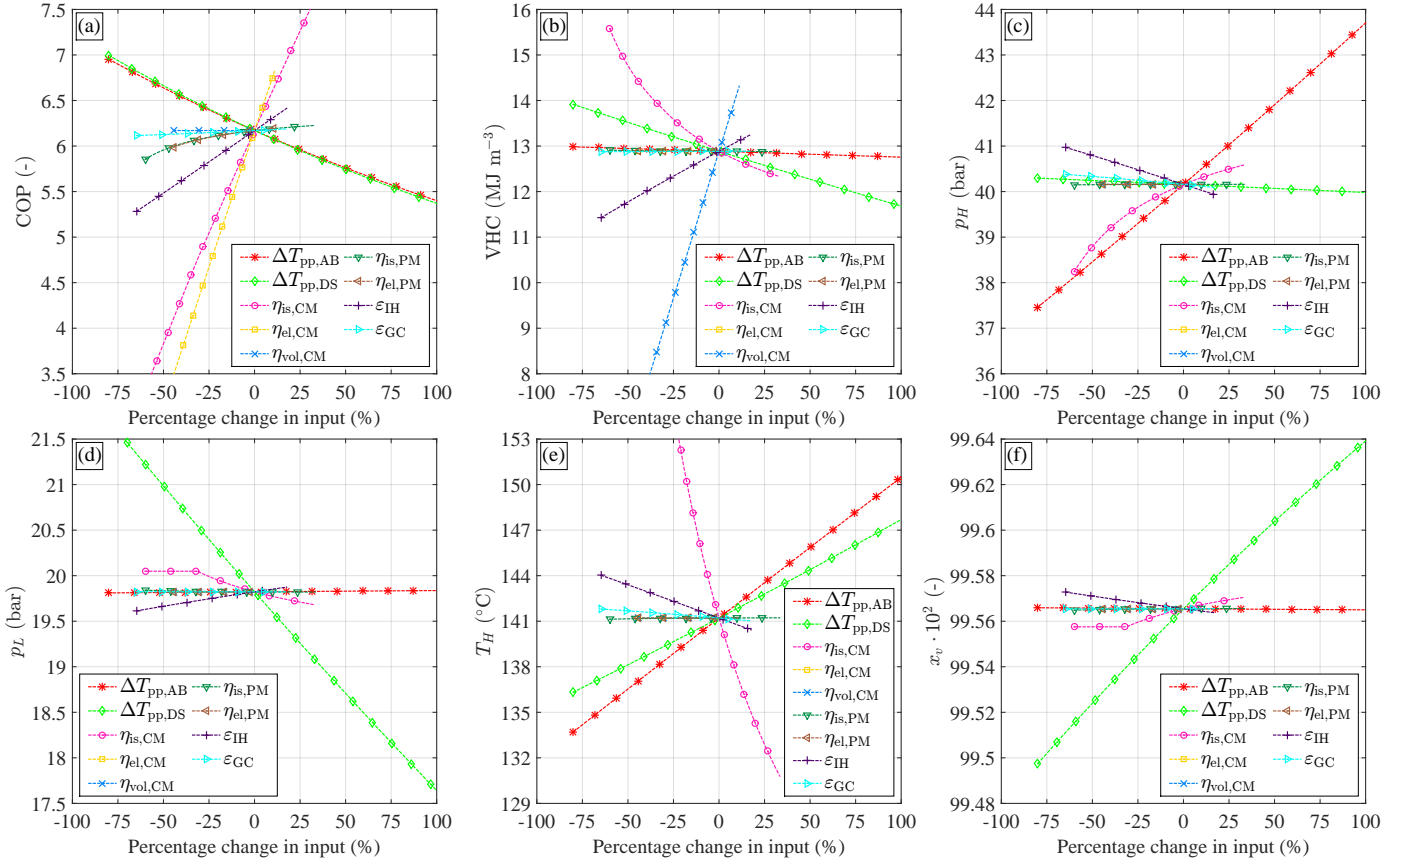 (a)
COP (-)
7.5
7
6.5
6
5.5
5
4.5
4
3.5
-100 -75 -50 -25 0 25 50 75 100
Percentage change in input (%)
ΔT_pp,AB η_is,PM
ΔT_pp,DS η_el,PM
η_is,CM ε_IH
η_el,CM ε_GC
η_vol,CM
(b)
VHC (MJ m⁻³)
16
15
14
13
12
11
10
9
8
-100 -75 -50 -25 0 25 50 75 100
Percentage change in input (%)
ΔT_pp,AB η_is,PM
ΔT_pp,DS η_el,PM
η_is,CM ε_IH
η_el,CM ε_GC
η_vol,CM
(c)
p_H (bar)
44
43
42
41
40
39
38
37
36
-100 -75 -50 -25 0 25 50 75 100
Percentage change in input (%)
ΔT_pp,AB η_is,PM
ΔT_pp,DS η_el,PM
η_is,CM ε_IH
η_el,CM ε_GC
η_vol,CM
(d)
p_L (bar)
21.5
21
20.5
20
19.5
19
18.5
18
17.5
-100 -75 -50 -25 0 25 50 75 100
Percentage change in input (%)
ΔT_pp,AB η_is,PM
ΔT_pp,DS η_el,PM
η_is,CM ε_IH
η_el,CM ε_GC
η_vol,CM
(e)
T_H (°C)
153
150
147
144
141
138
135
132
129
-100 -75 -50 -25 0 25 50 75 100
Percentage change in input (%)
ΔT_pp,AB
ΔT_pp,DS
η_is,CM
η_el,CM
η_vol,CM
η_is,PM
η_el,PM
ε_IH
ε_GC
(f)
x_v · 10² (-)
99.64
99.62
99.6
99.58
99.56
99.54
99.52
99.5
99.48
-100 -75 -50 -25 0 25 50 75 100
Percentage change in input (%)
ΔT_pp,AB η_is,PM
ΔT_pp,DS η_el,PM
η_is,CM ε_IH
η_el,CM ε_GC
η_vol,CM